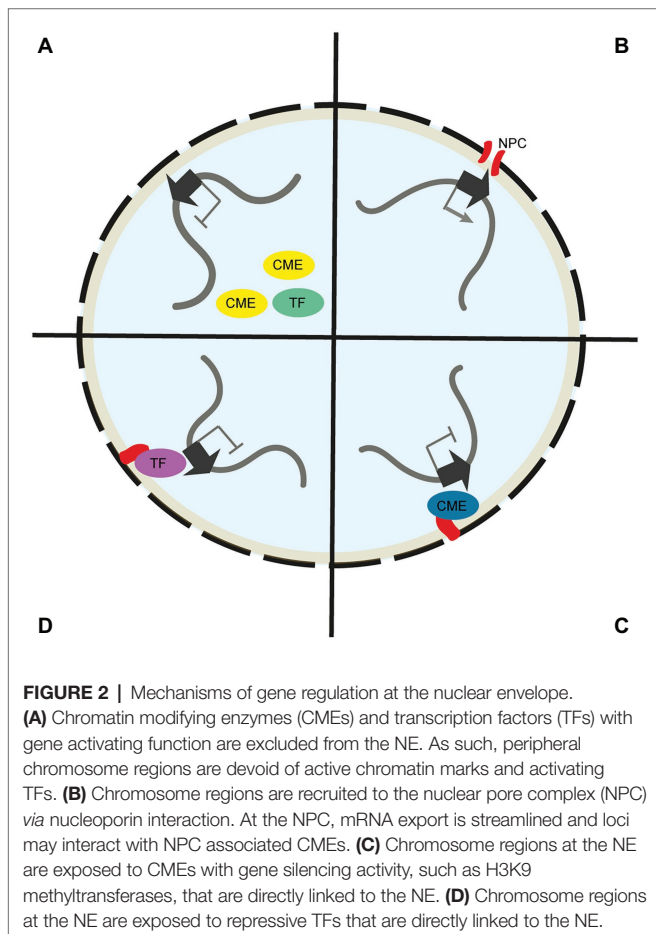 A
B
NPC
CME
CME TF
TF
CME
D
C
FIGURE 2 | Mechanisms of gene regulation at the nuclear envelope.
(A) Chromatin modifying enzymes (CMEs) and transcription factors (TFs) with
gene activating function are excluded from the NE. As such, peripheral
chromosome regions are devoid of active chromatin marks and activating
TFs. (B) Chromosome regions are recruited to the nuclear pore complex (NPC)
via nucleoporin interaction. At the NPC, mRNA export is streamlined and loci
may interact with NPC associated CMEs. (C) Chromosome regions at the NE
are exposed to CMEs with gene silencing activity, such as H3K9
methyltransferases, that are directly linked to the NE. (D) Chromosome regions
at the NE are exposed to repressive TFs that are directly linked to the NE.